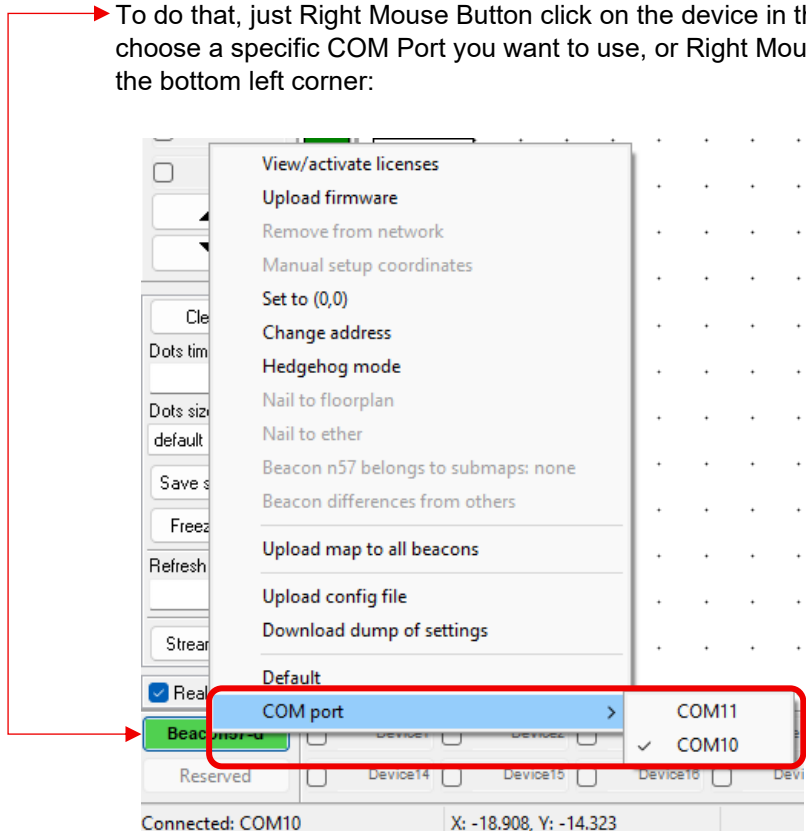 To do that, just Right Mouse Button click on the device in
choose a specific COM Port you want to use, or Right
the bottom left corner:
View/activate licenses
Upload firmware
Remove from network
Manual setup coordinates
Set to (0,0)
Change address
Hedgehog mode
Nail to floorplan
Nail to ether
Beacon n57 belongs to submaps: none
Beacon differences from others
Upload map to all beacons
Upload config file
Download dump of settings
Default
COM port
COM11
COM10
Dots
Dots
default
Save
Refresh
Device1 Device2
Reserved Device14 Device15 Device16
Connected: COM10 X: -18.908, Y: -14.323